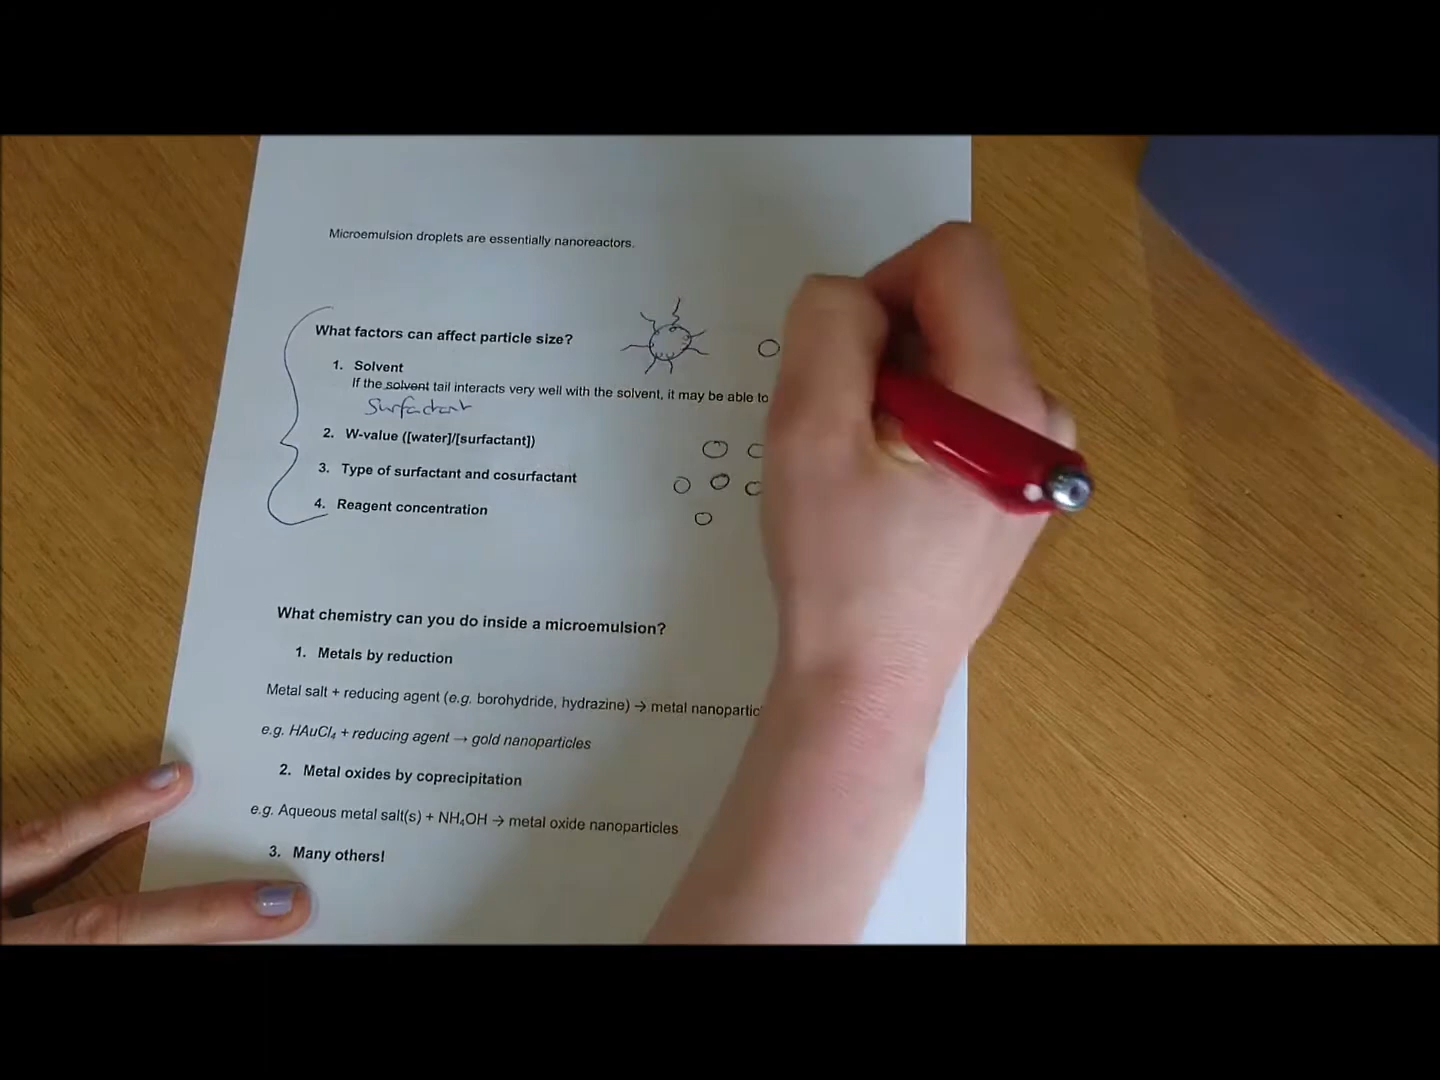 Microemulsion droplets are essentially nanoreactors.
What factors can affect particle size?
1. Solvent
If the solvent tail interacts very well with the solvent, it may be able to
Surfactant
2. W-value ([water]/[surfactant])
3. Type of surfactant and cosurfactant
4. Reagent concentration
What chemistry can you do inside a microemulsion?
1. Metals by reduction
Metal salt + reducing agent (e.g. borohydride, hydrazine) → metal
e.g. HAuCl₄ + reducing agent → gold nanoparticles
2. Metal oxides by coprecipitation
e.g. Aqueous metal salt(s) + NH₄OH → metal oxide nanoparticles
3. Many others!